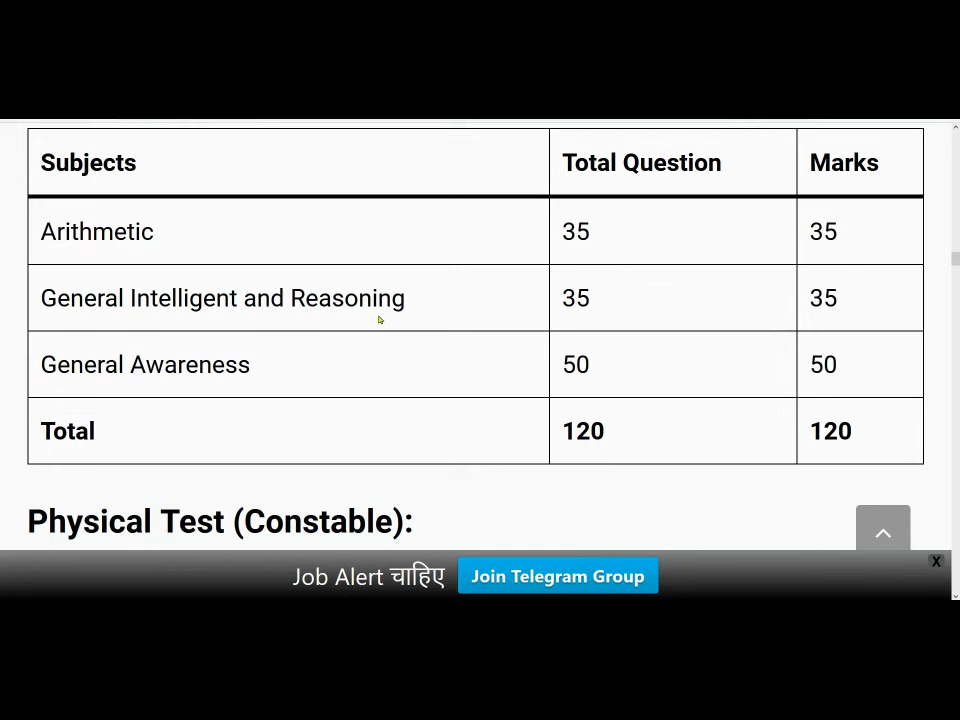 Subjects Total Question Marks
Arithmetic 35 35
General Intelligent and Reasoning 35 35
General Awareness 50 50
Total 120 120
Physical Test (Constable):
X
Job Alert चाहिए Join Telegram Group